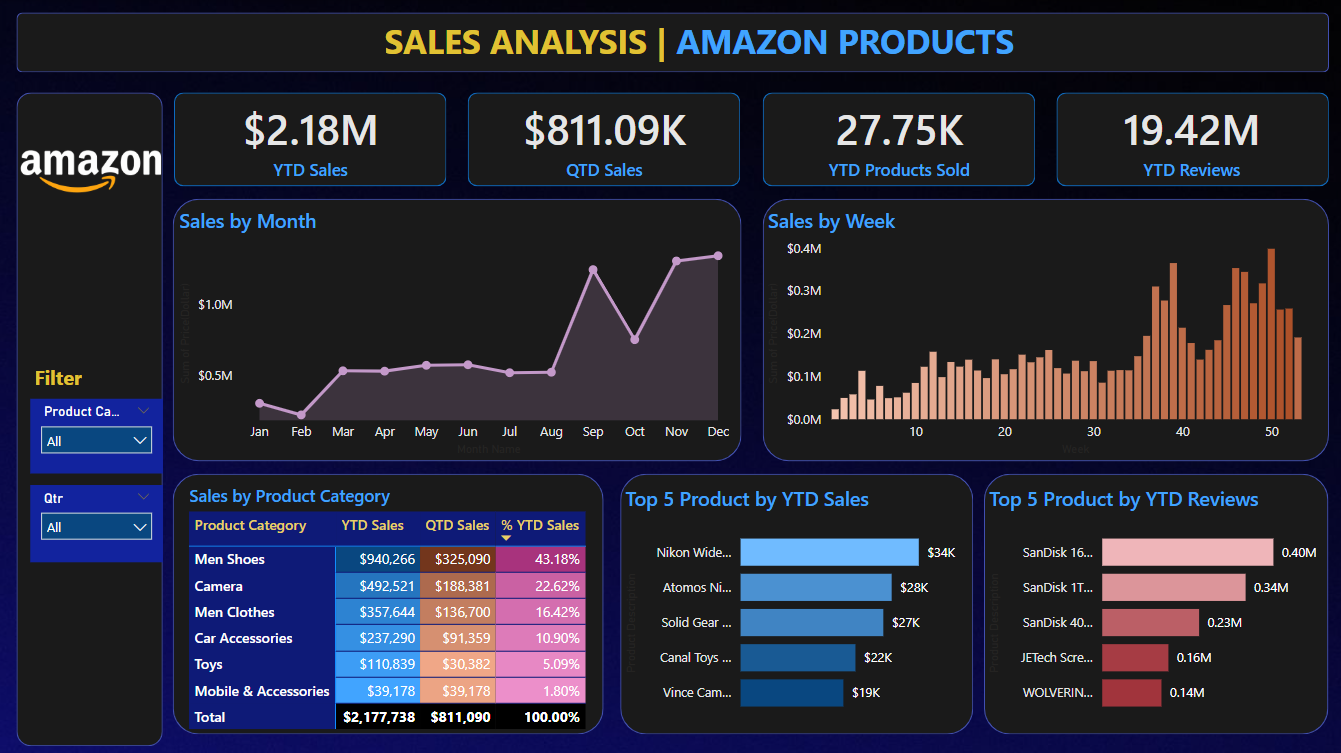 SALES ANALYSIS | AMAZON PRODUCTS
amazon
$2.18M
YTD Sales
$811.09K
QTD Sales
27.75K
YTD Products Sold
19.42M
YTD Reviews
Filter
Product Ca...
All
Qtr
All
Sales by Month
$1.0M
$0.5M
Jan Feb Mar Apr May Jun Jul Aug Sep Oct Nov Dec
Month Name
Sales by Week
$0.4M
$0.3M
$0.2M
$0.1M
$0.0M
10 20 30 40 50
Week
Sales by Product Category
Product Category YTD Sales QTD Sales % YTD Sales
Men Shoes $940,266 $325,090 43.18%
Camera $492,521 $188,381 22.62%
Men Clothes $357,644 $136,700 16.42%
Car Accessories $237,290 $91,359 10.90%
Toys $110,839 $30,382 5.09%
Mobile & Accessories $39,178 $39,178 1.80%
Total $2,177,738 $811,090 100.00%
Top 5 Product by YTD Sales
Product Description
Nikon Wide... $34K
Atomos Ni... $28K
Solid Gear ... $27K
Canal Toys ... $22K
Vince Cam... $19K
Top 5 Product by YTD Reviews
Product Description
SanDisk 16... 0.40M
SanDisk 1T... 0.34M
SanDisk 40... 0.23M
JETech Scre... 0.16M
WOLVERIN... 0.14M